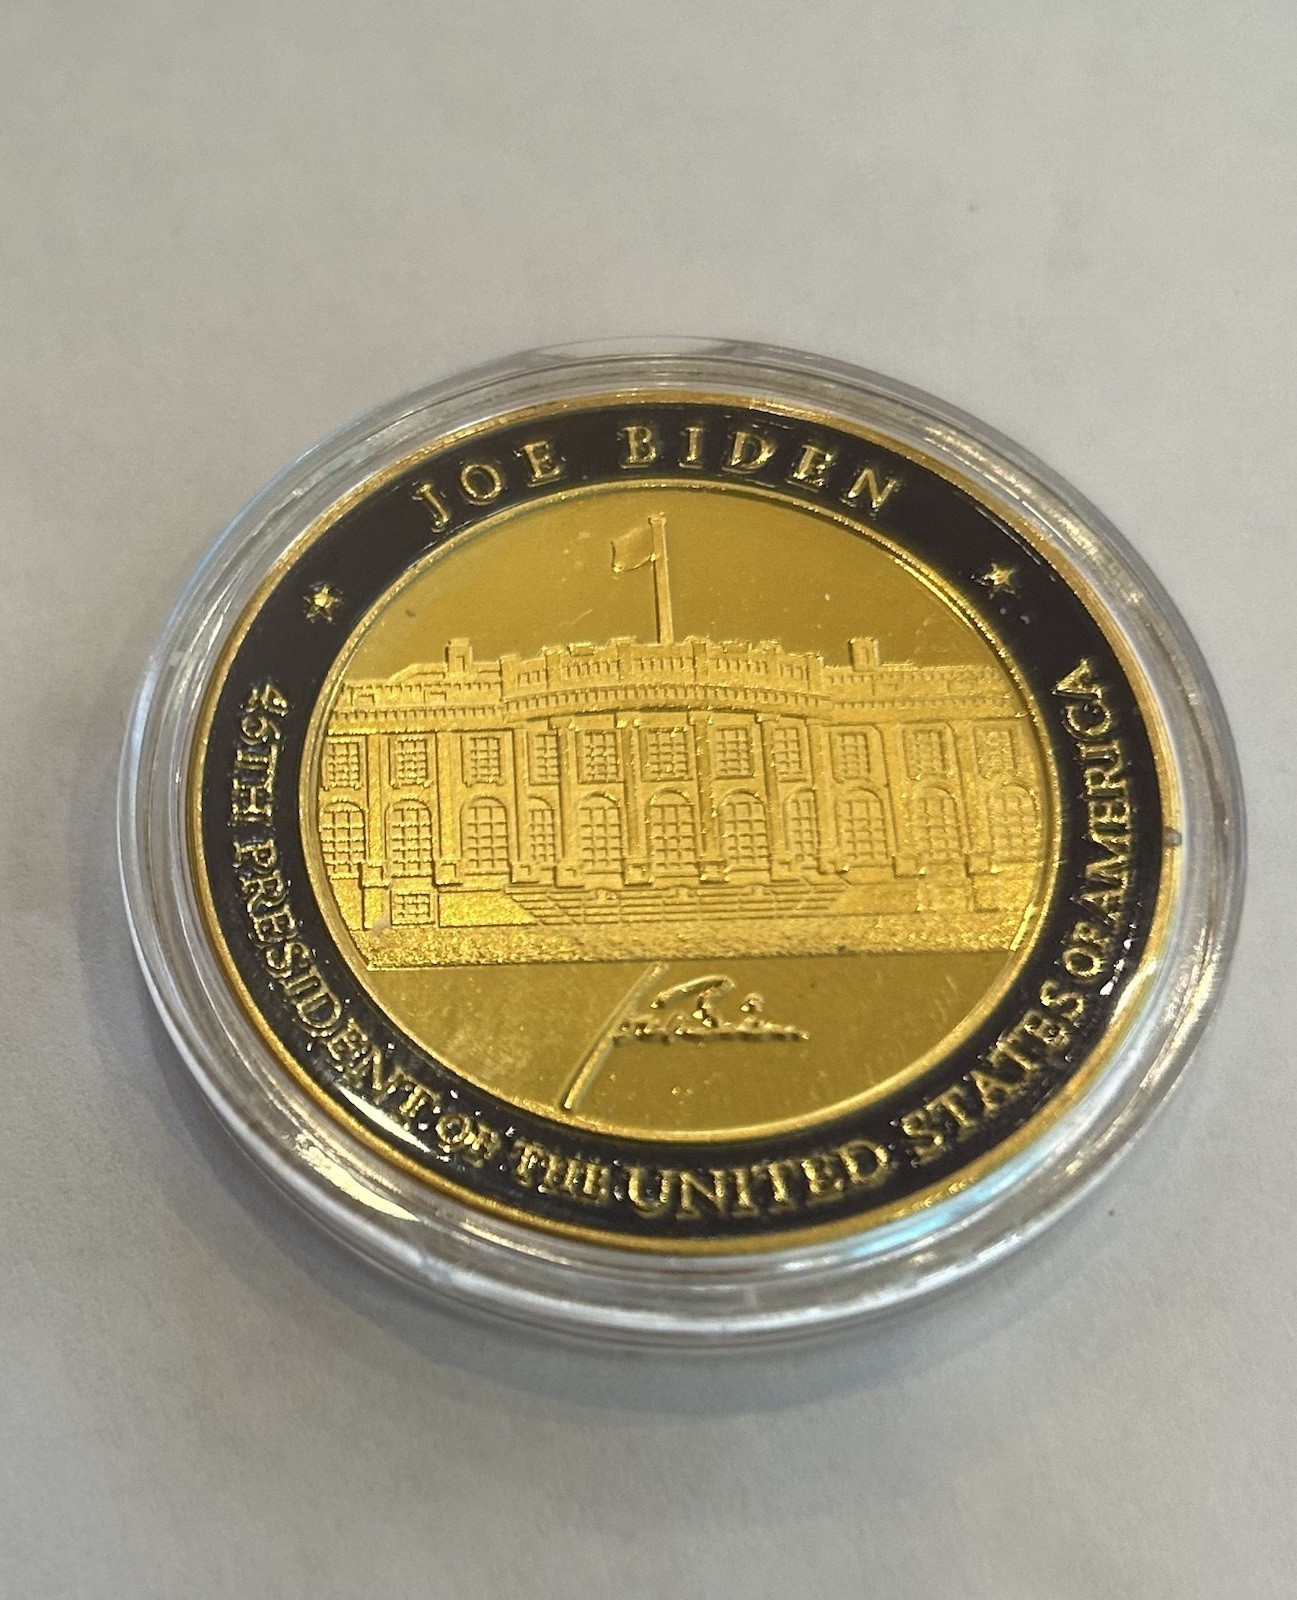 JOE BIDEN
46TH PRESIDENT OF THE UNITED STATES OF AMERICA